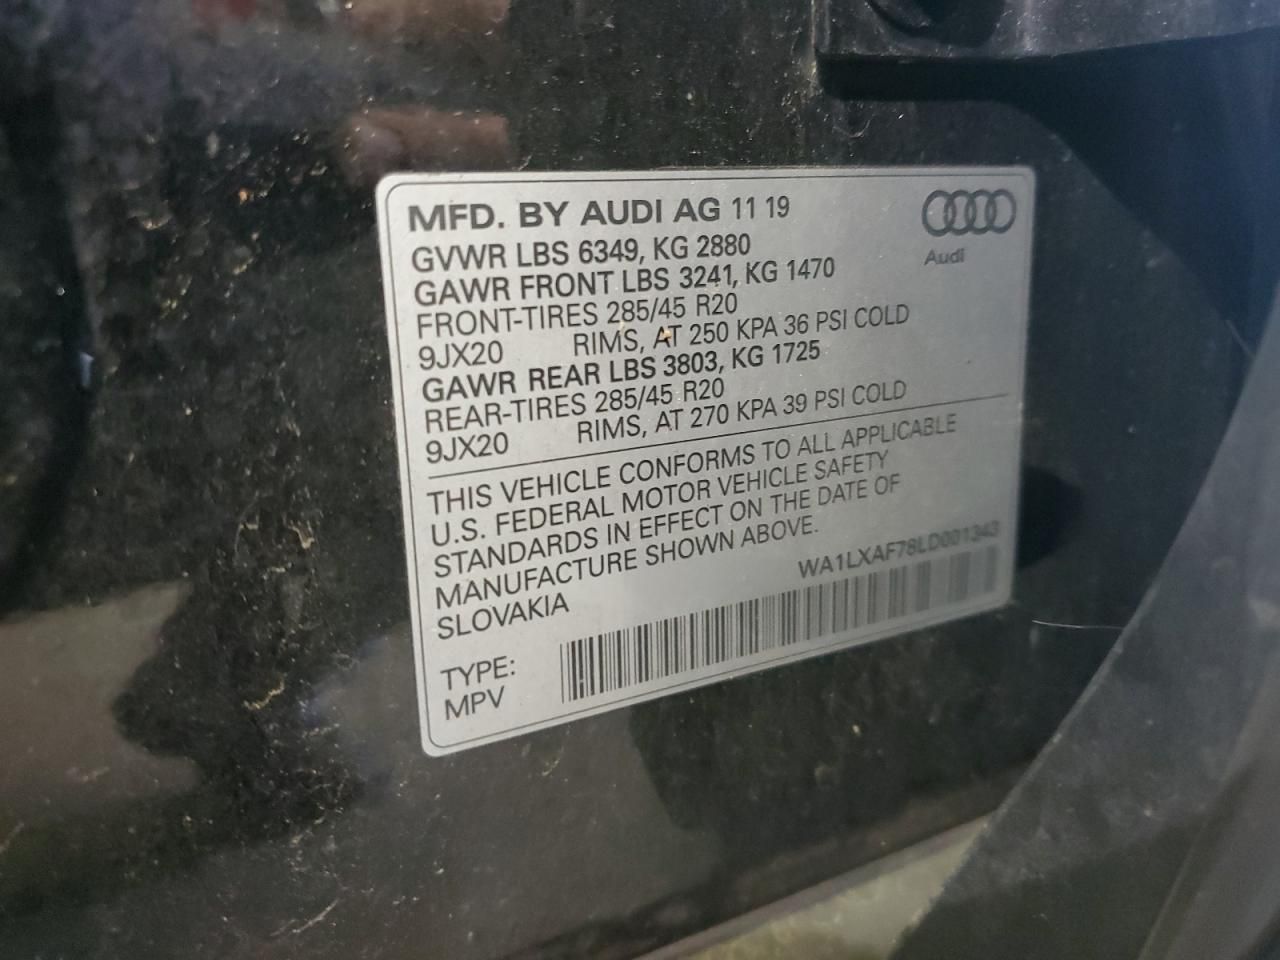 MFD. BY AUDI AG 11 19
Audi
GVWR LBS 6349, KG 2880
GAWR FRONT LBS 3241, KG 1470
FRONT-TIRES 285/45 R20
9JX20 RIMS, AT 250 KPA 36 PSI COLD
GAWR REAR LBS 3803, KG 1725
REAR-TIRES 285/45 R20
9JX20 RIMS, AT 270 KPA 39 PSI COLD
THIS VEHICLE CONFORMS TO ALL APPLICABLE
U.S. FEDERAL MOTOR VEHICLE SAFETY
STANDARDS IN EFFECT ON THE DATE OF
MANUFACTURE SHOWN ABOVE.
SLOVAKIA
WA1LXAF78LD001343
TYPE:
MPV